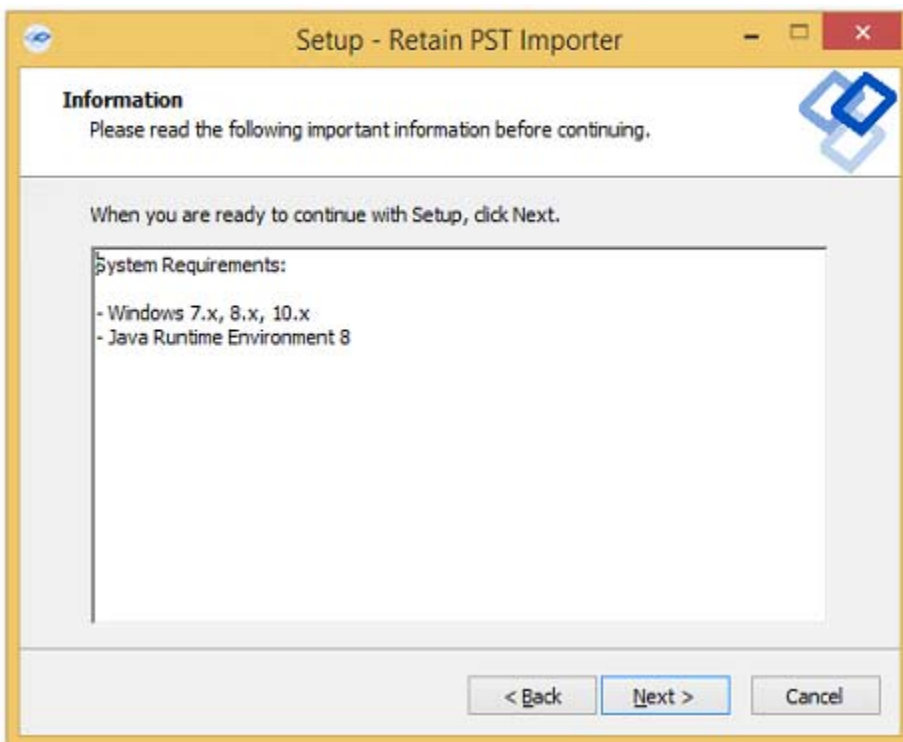 Setup - Retain PST Importer
Information
Please read the following important information before continuing.
When you are ready to continue with Setup, click Next.
System Requirements:
- Windows 7.x, 8.x, 10.x
- Java Runtime Environment 8
< Back
Next >
Cancel